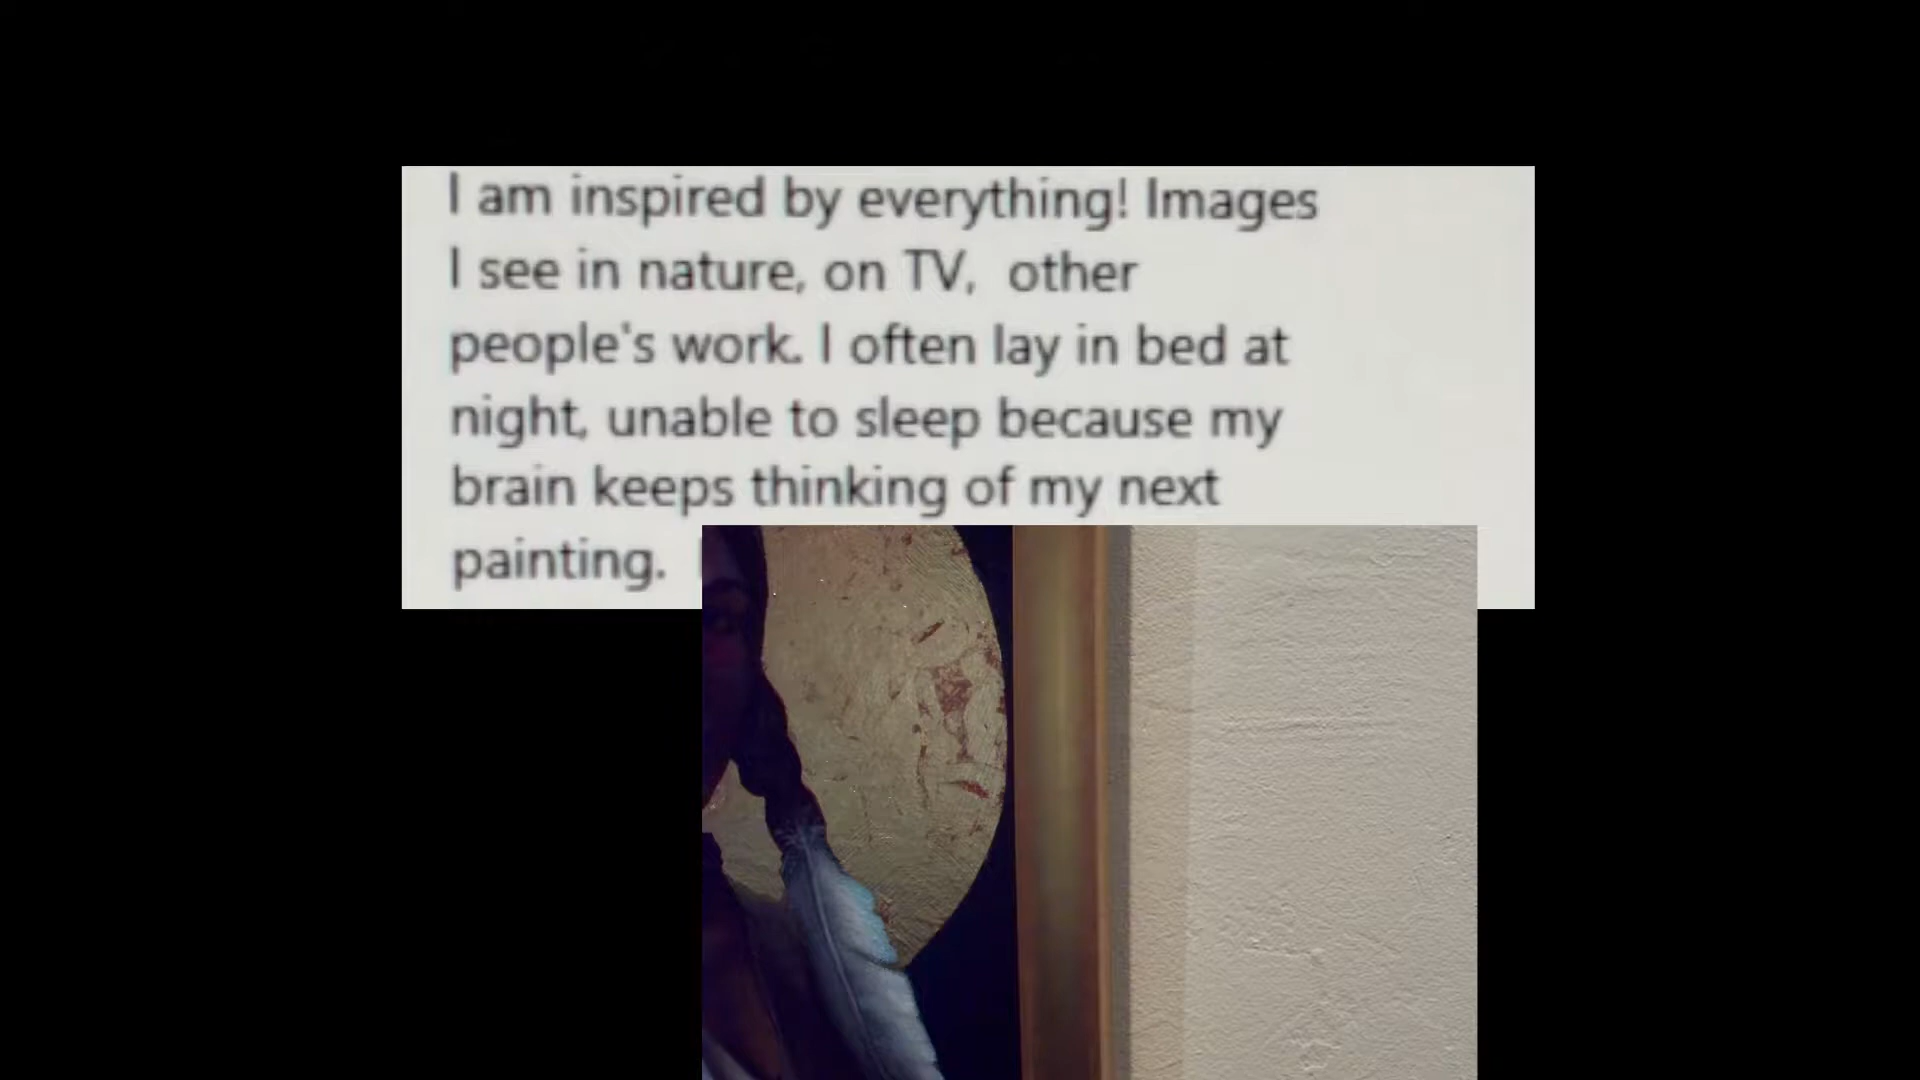 I am inspired by everything! Images
I see in nature, on TV,  other
people's work. I often lay in bed at
night, unable to sleep because my
brain keeps thinking of my next
painting.